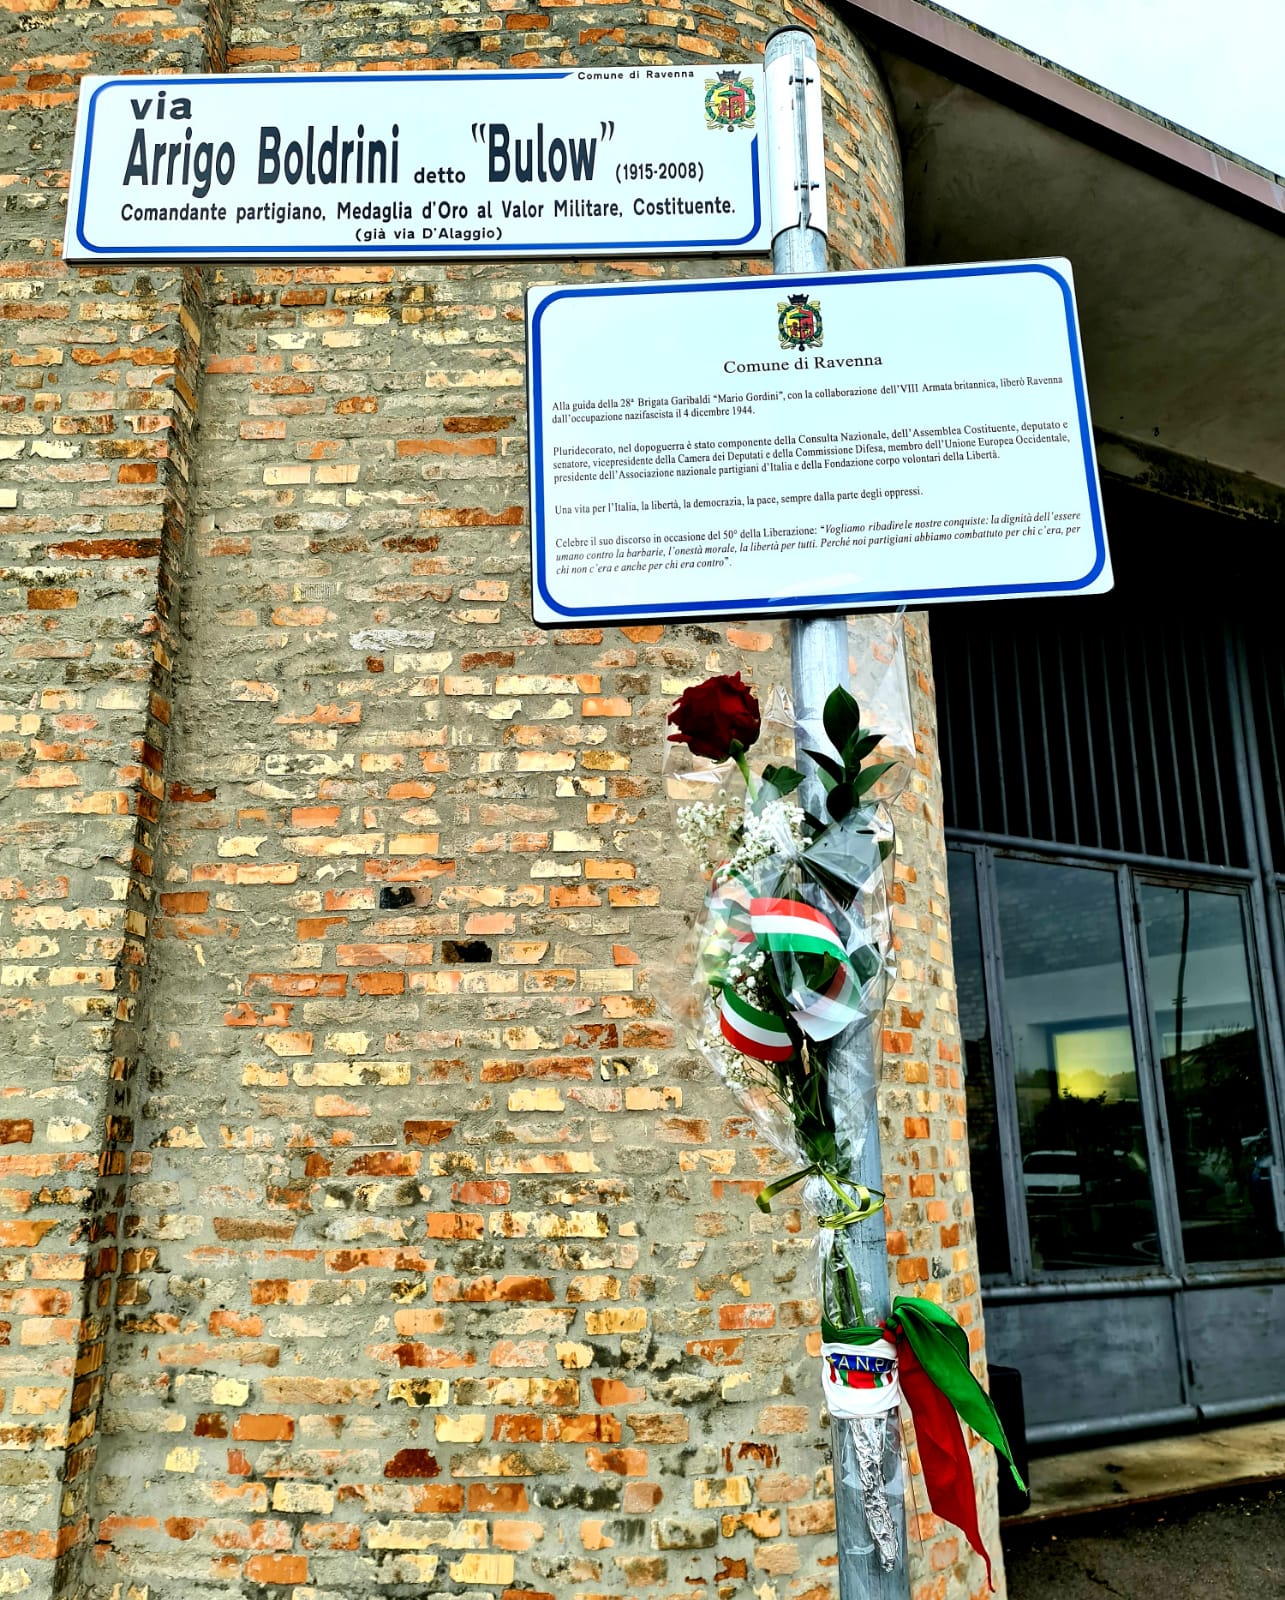 Comune di Ravenna
via
Arrigo Boldrini detto "Bulow" (1915-2008)
Comandante partigiano, Medaglia d'Oro al Valor Militare, Costituente.
(già via D'Alaggio)
Comune di Ravenna
Alla guida della 28ª Brigata Garibaldi "Mario Gordini", con la collaborazione dell'VIII Armata britannica, liberò Ravenna
dall'occupazione nazifascista il 4 dicembre 1944.
Pluridecorato, nel dopoguerra è stato componente della Consulta Nazionale, dell'Assemblea Costituente, deputato e
senatore, vicepresidente della Camera dei Deputati e della Commissione Difesa, membro dell'Unione Europea Occidentale,
presidente dell'Associazione nazionale partigiani d'Italia e della Fondazione corpo volontari della Libertà.
Una vita per l'Italia, la libertà, la democrazia, la pace, sempre dalla parte degli oppressi.
Celebre il suo discorso in occasione del 50° della Liberazione: "Vogliamo ribadire le nostre conquiste: la dignità dell'essere
umano contro la barbarie, l'onestà morale, la libertà per tutti. Perché noi partigiani abbiamo combattuto per chi c'era, per
chi non c'era e anche per chi era contro".
A.N.P.I